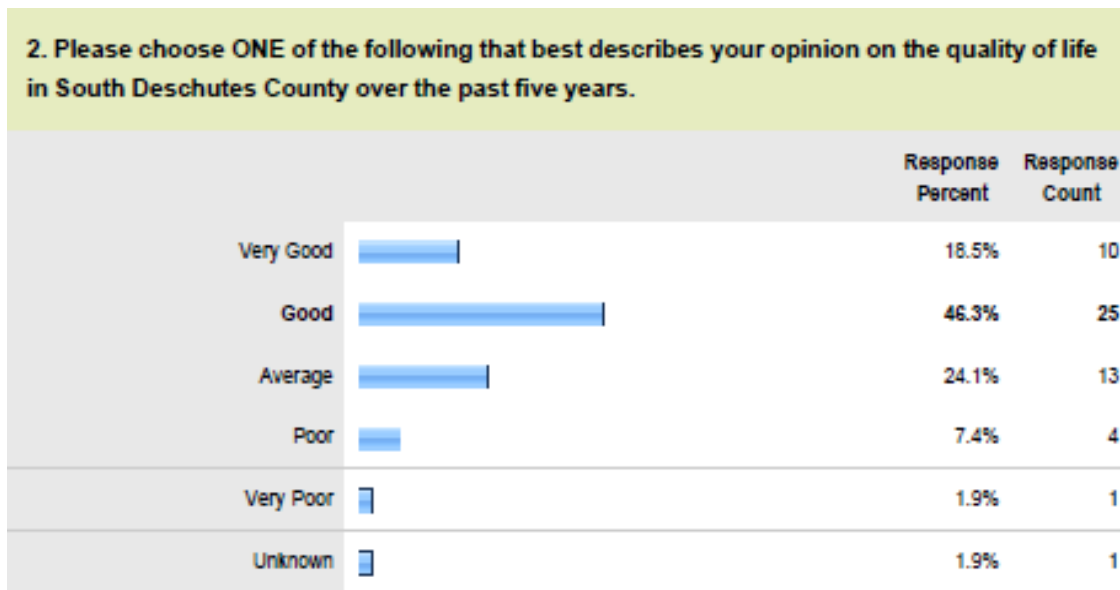 2. Please choose ONE of the following that best describes your opinion on the quality of life
in South Deschutes County over the past five years.
Response Percent Response Count
Very Good 18.5% 10
Good 46.3% 25
Average 24.1% 13
Poor 7.4% 4
Very Poor 1.9% 1
Unknown 1.9% 1